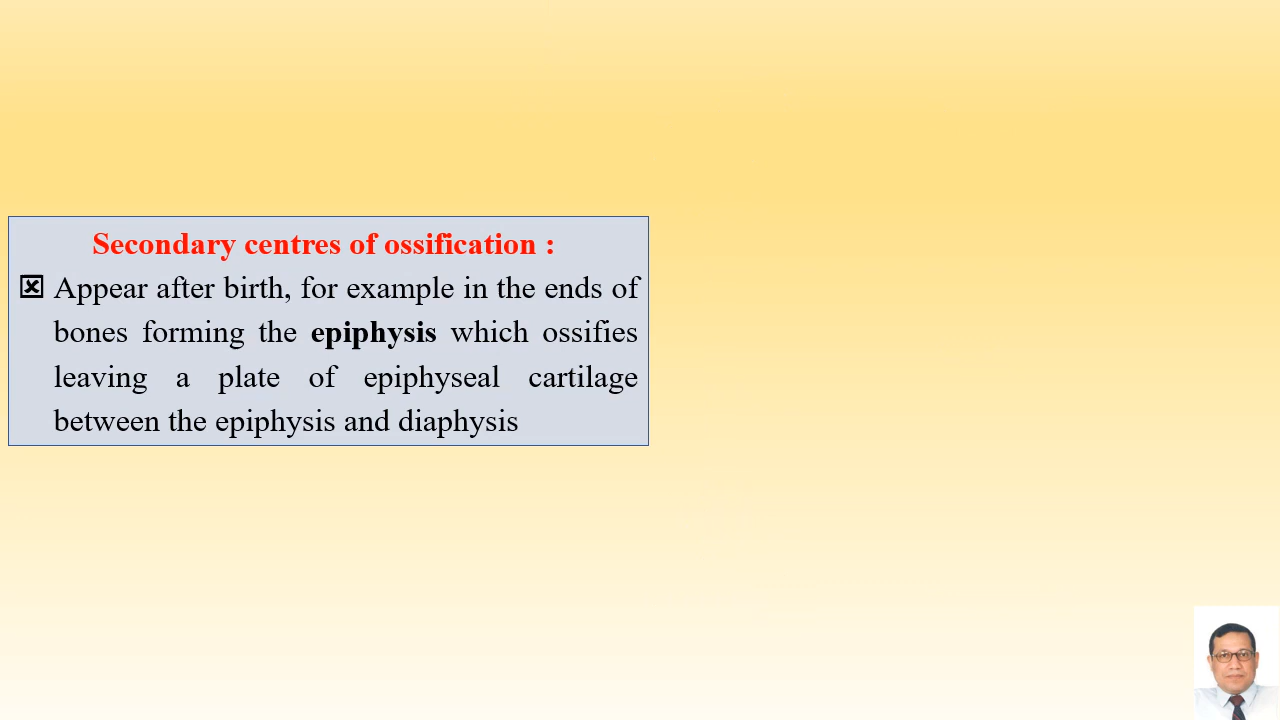 Secondary centres of ossification :
Appear after birth, for example in the ends of
bones forming the epiphysis which ossifies
leaving a plate of epiphyseal cartilage
between the epiphysis and diaphysis